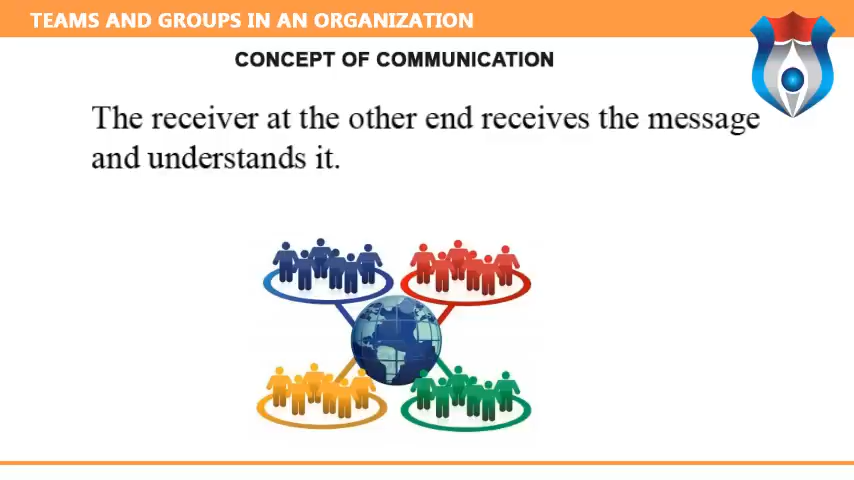 TEAMS AND GROUPS IN AN ORGANIZATION
CONCEPT OF COMMUNICATION
The receiver at the other end receives the message
and understands it.